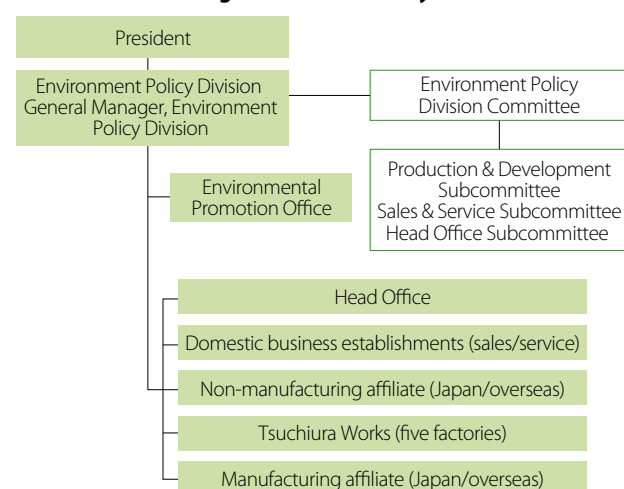 President
Environment Policy Division
General Manager, Environment
Policy Division
Environment Policy
Division Committee
Production & Development
Subcommittee
Sales & Service Subcommittee
Head Office Subcommittee
Environmental
Promotion Office
Head Office
Domestic business establishments (sales/service)
Non-manufacturing affiliate (Japan/overseas)
Tsuchiura Works (five factories)
Manufacturing affiliate (Japan/overseas)